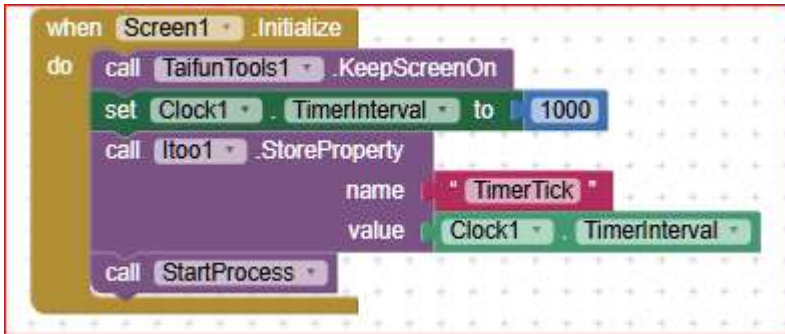 when Screen1 .Initialize
do call TaifunTools1 .KeepScreenOn
set Clock1 . TimerInterval to 1000
call Itoo1 .StoreProperty
name " TimerTick "
value Clock1 . TimerInterval
call StartProcess